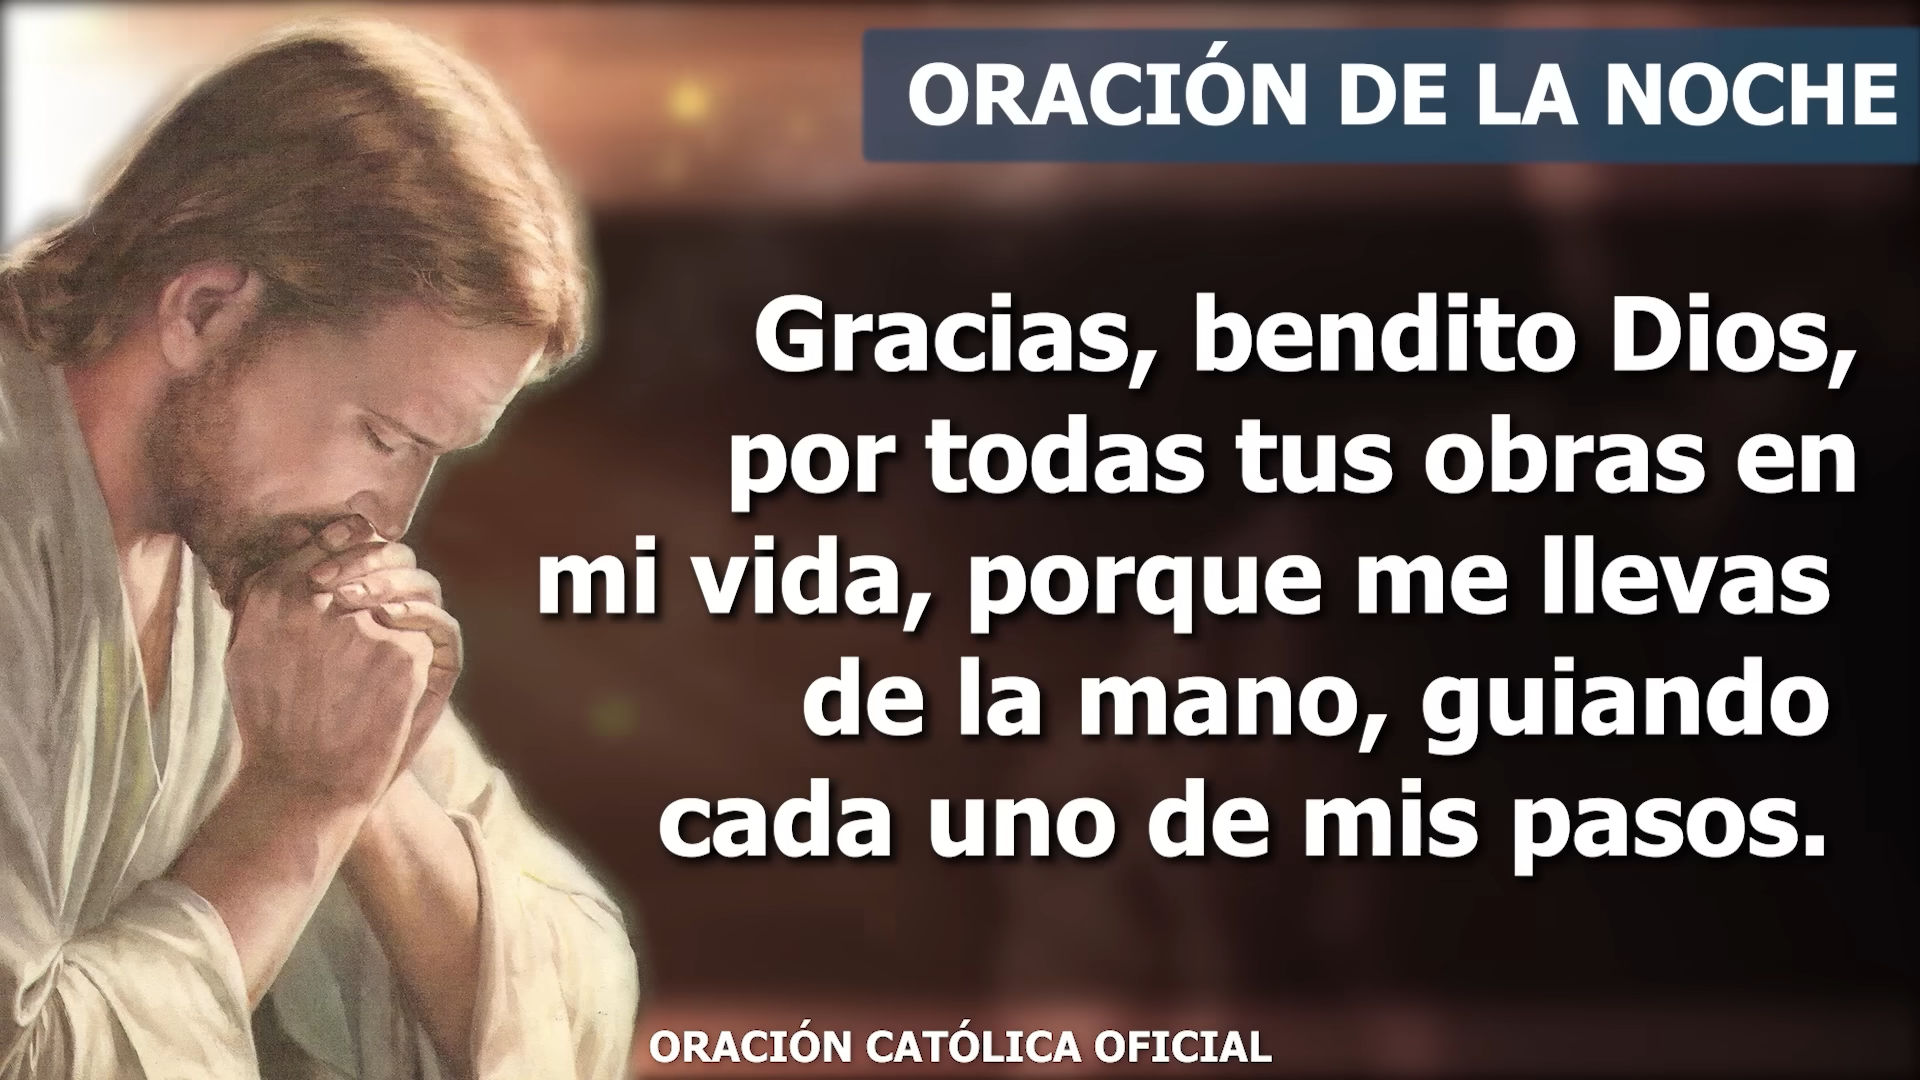 ORACIÓN DE LA NOCHE
Gracias, bendito Dios,
por todas tus obras en
mi vida, porque me llevas
de la mano, guiando
cada uno de mis pasos.
ORACIÓN CATÓLICA OFICIAL